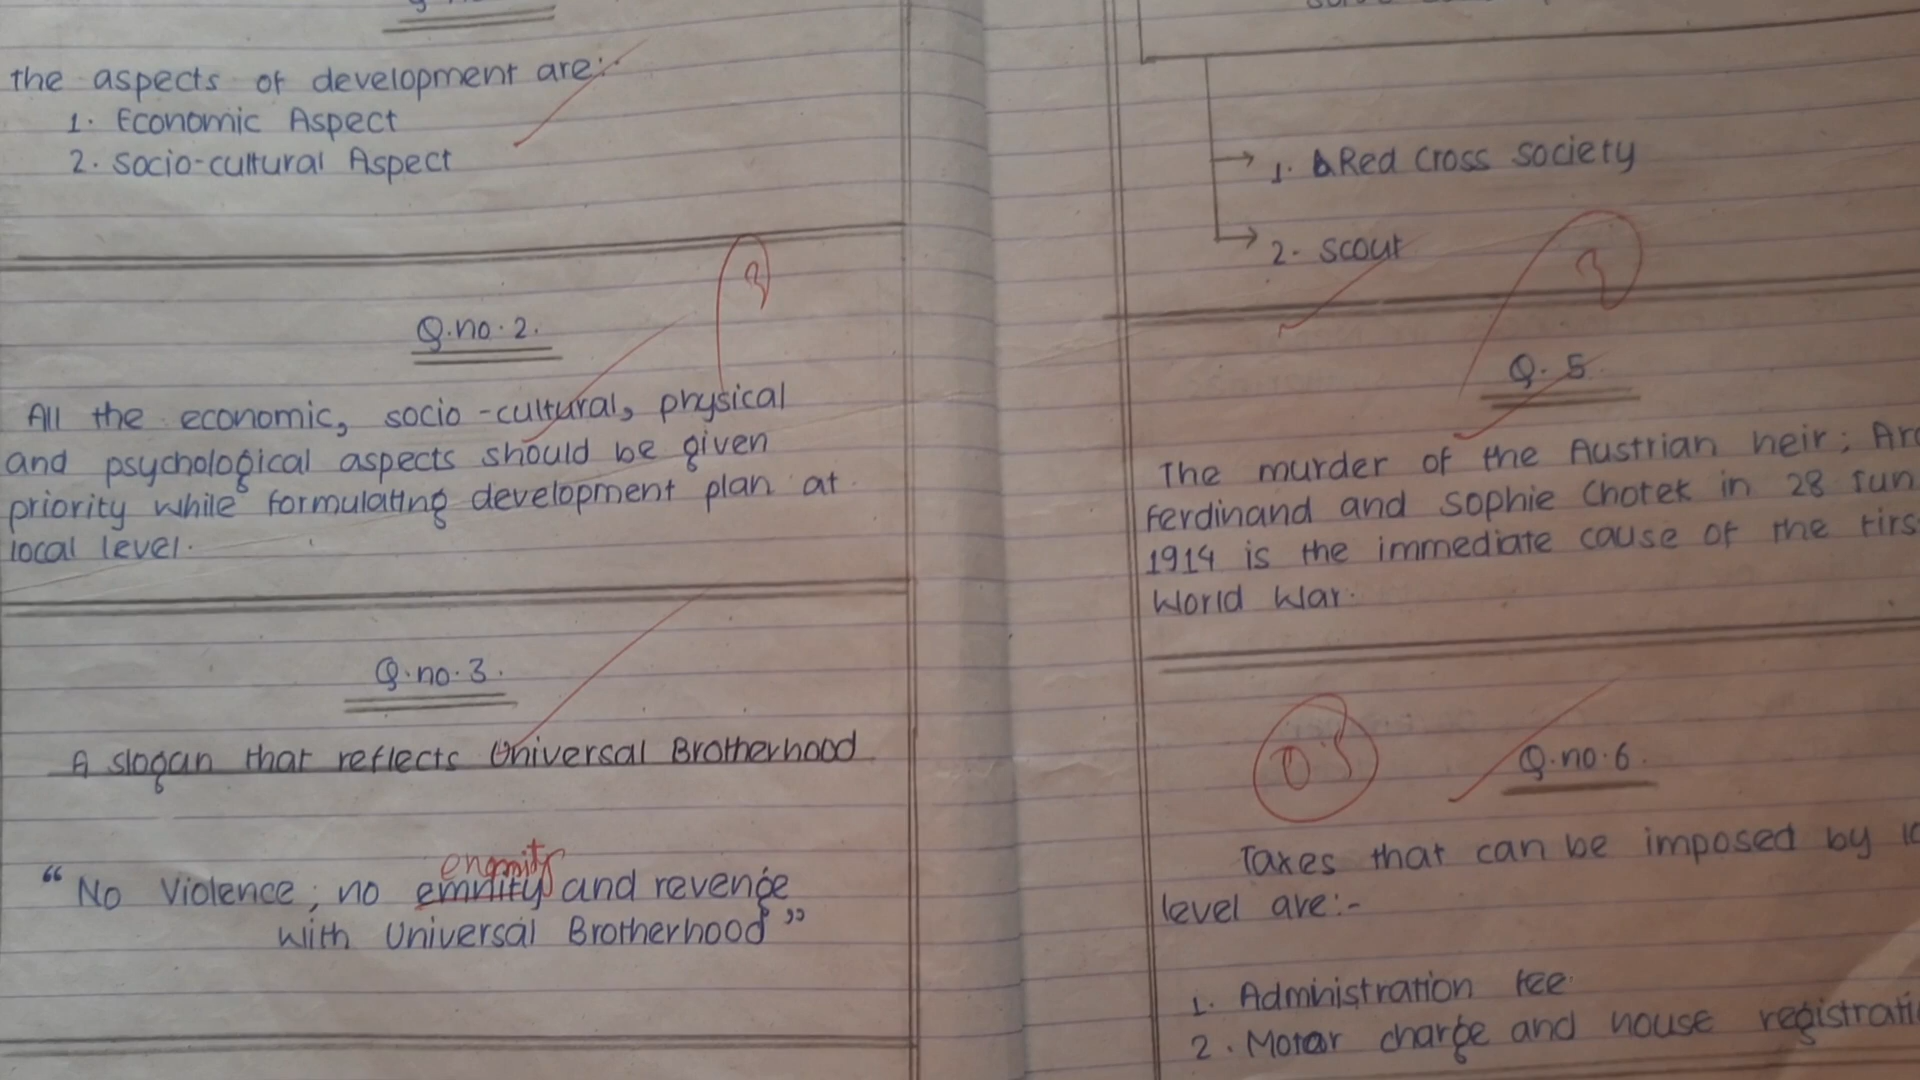 the aspects of development are:-
1. Economic Aspect
2. Socio-cultural Aspect
Q.no.2.
All the economic, socio-cultural, physical
and psychological aspects should be given
priority while formulating development plan at
local level.
Q.no.3.
A slogan that reflects Universal Brotherhood
enmity
"No Violence, no emnity and revenge
with Universal Brotherhood"
1. Red Cross Society
2. Scout
Q.5.
The murder of the Austrian heir; Arc
Ferdinand and Sophie Chotek in 28 Jun
1914 is the immediate cause of the firs
World War.
0.5
Q.no.6.
Taxes that can be imposed by lo
level are:-
1. Administration fee.
2. Motar charge and house registrati